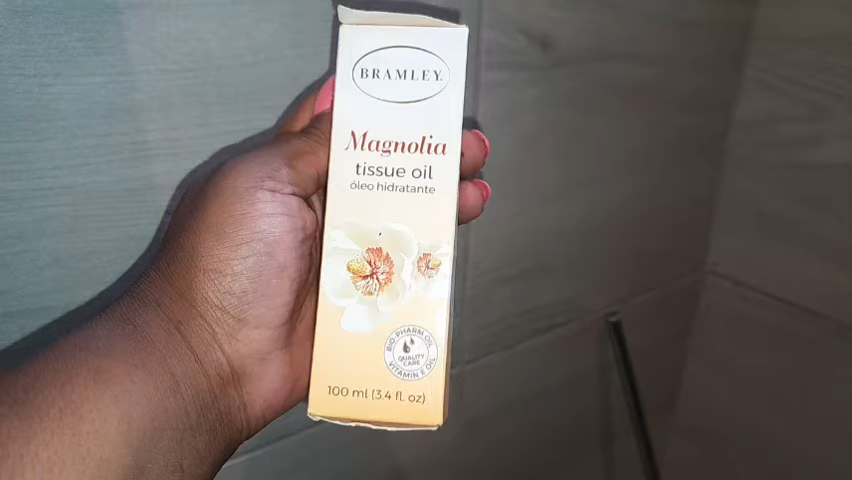 BRAMLEY
Magnolia
tissue oil
óleo hidratante
BIO-PHARM OIL
QUALITY
CARE
VITAMIN E OIL
100 ml (3.4 fl. oz)